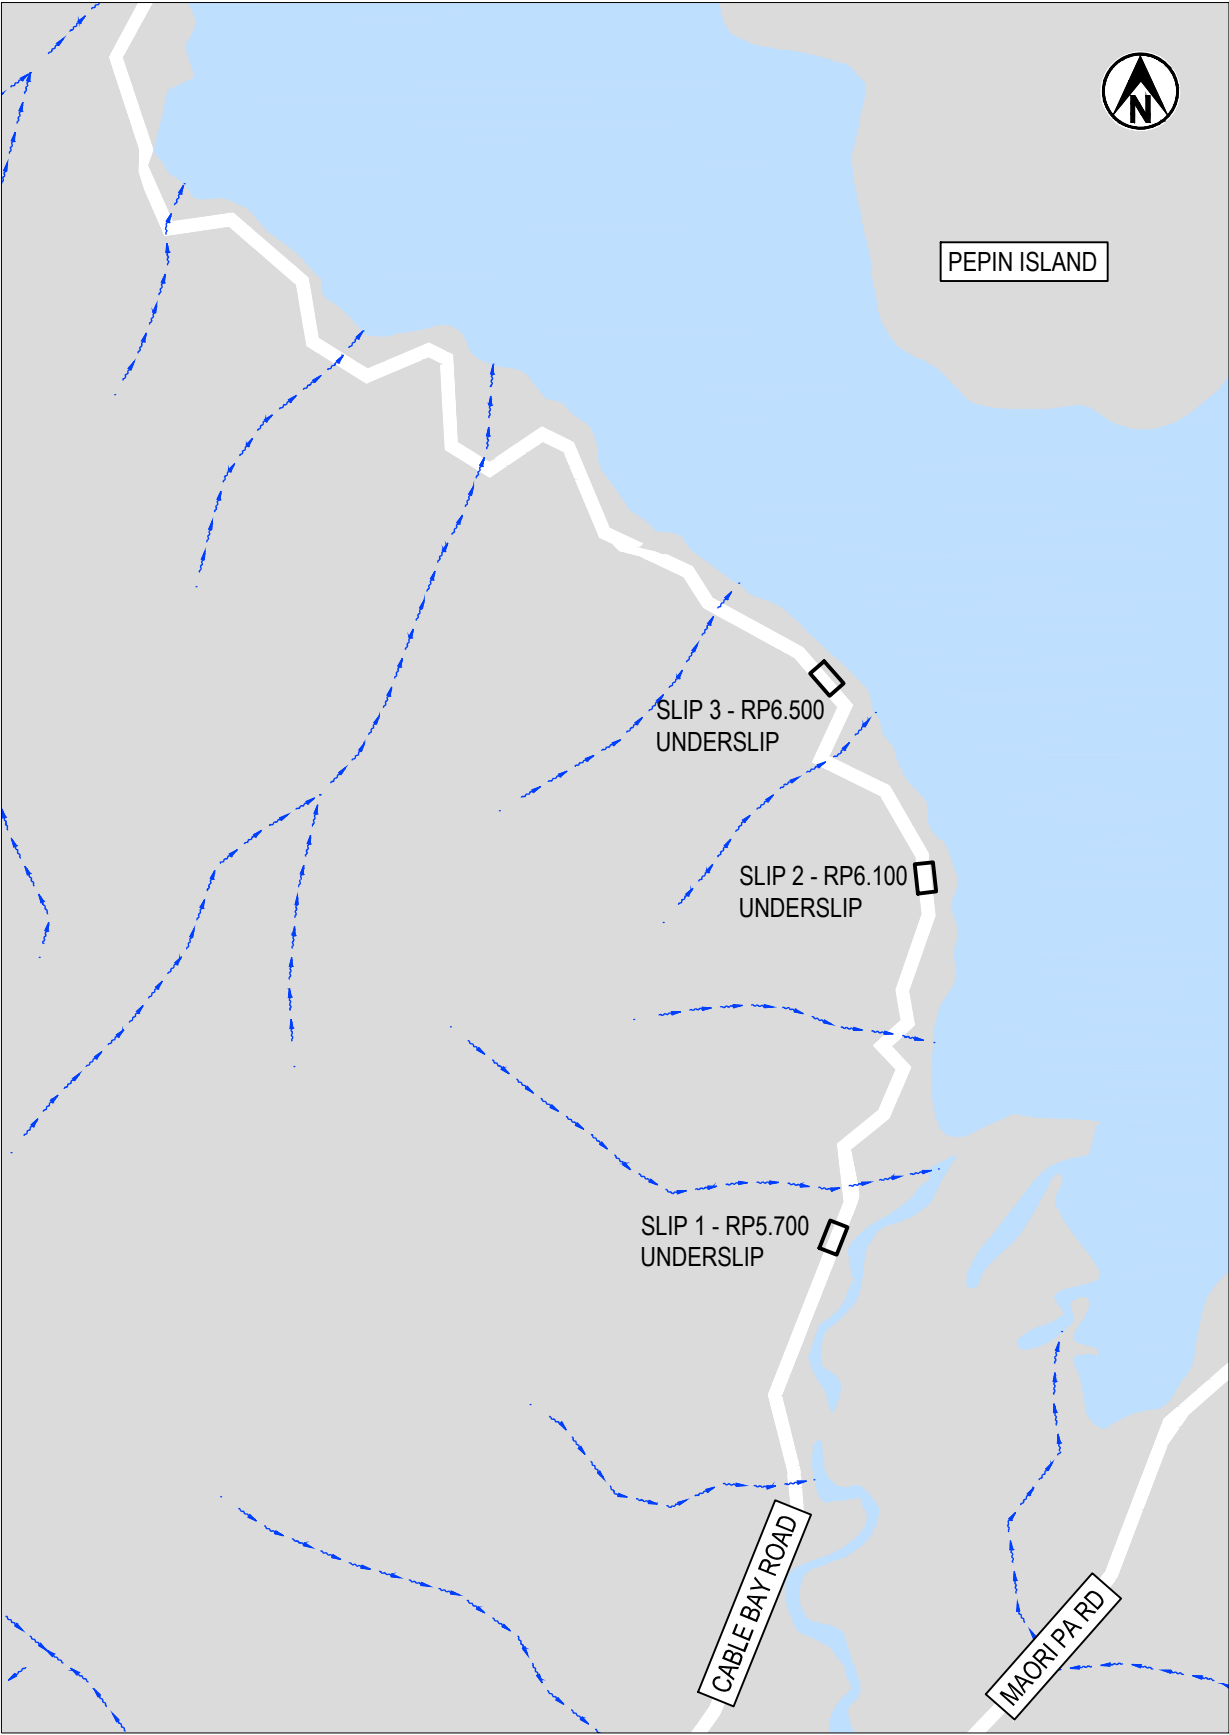 N
PEPIN ISLAND
SLIP 3 - RP6.500
UNDERSLIP
SLIP 2 - RP6.100
UNDERSLIP
SLIP 1 - RP5.700
UNDERSLIP
CABLE BAY ROAD
MAORI PA RD